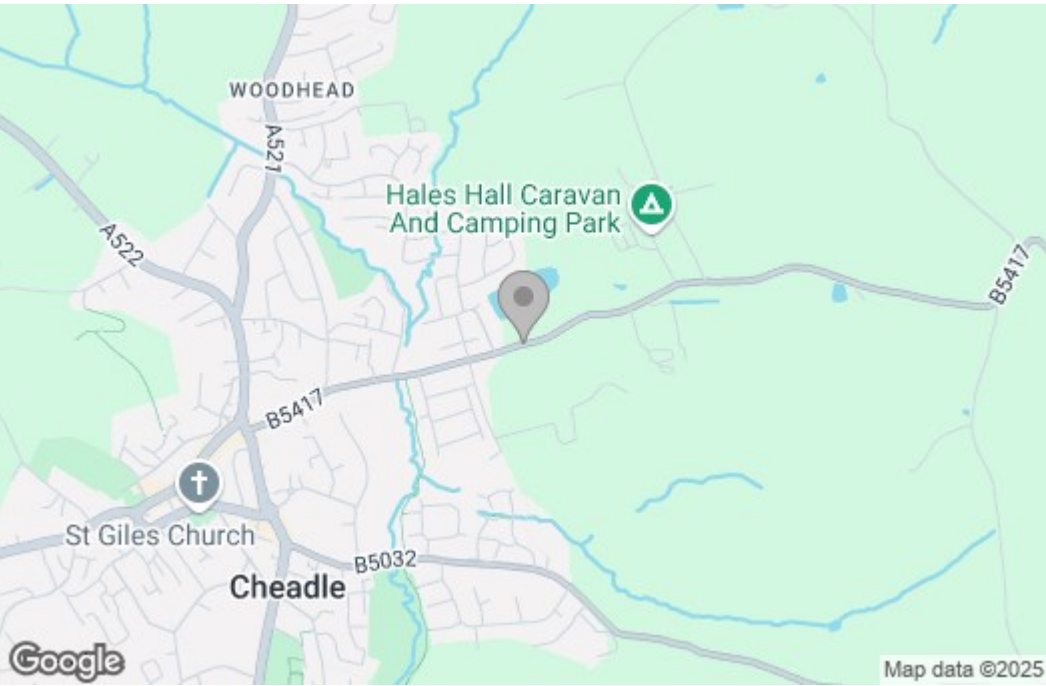 WOODHEAD
A521
Hales Hall Caravan
And Camping Park
A522
B5417
B5417
St Giles Church
B5032
Cheadle
Google
Map data ©2025